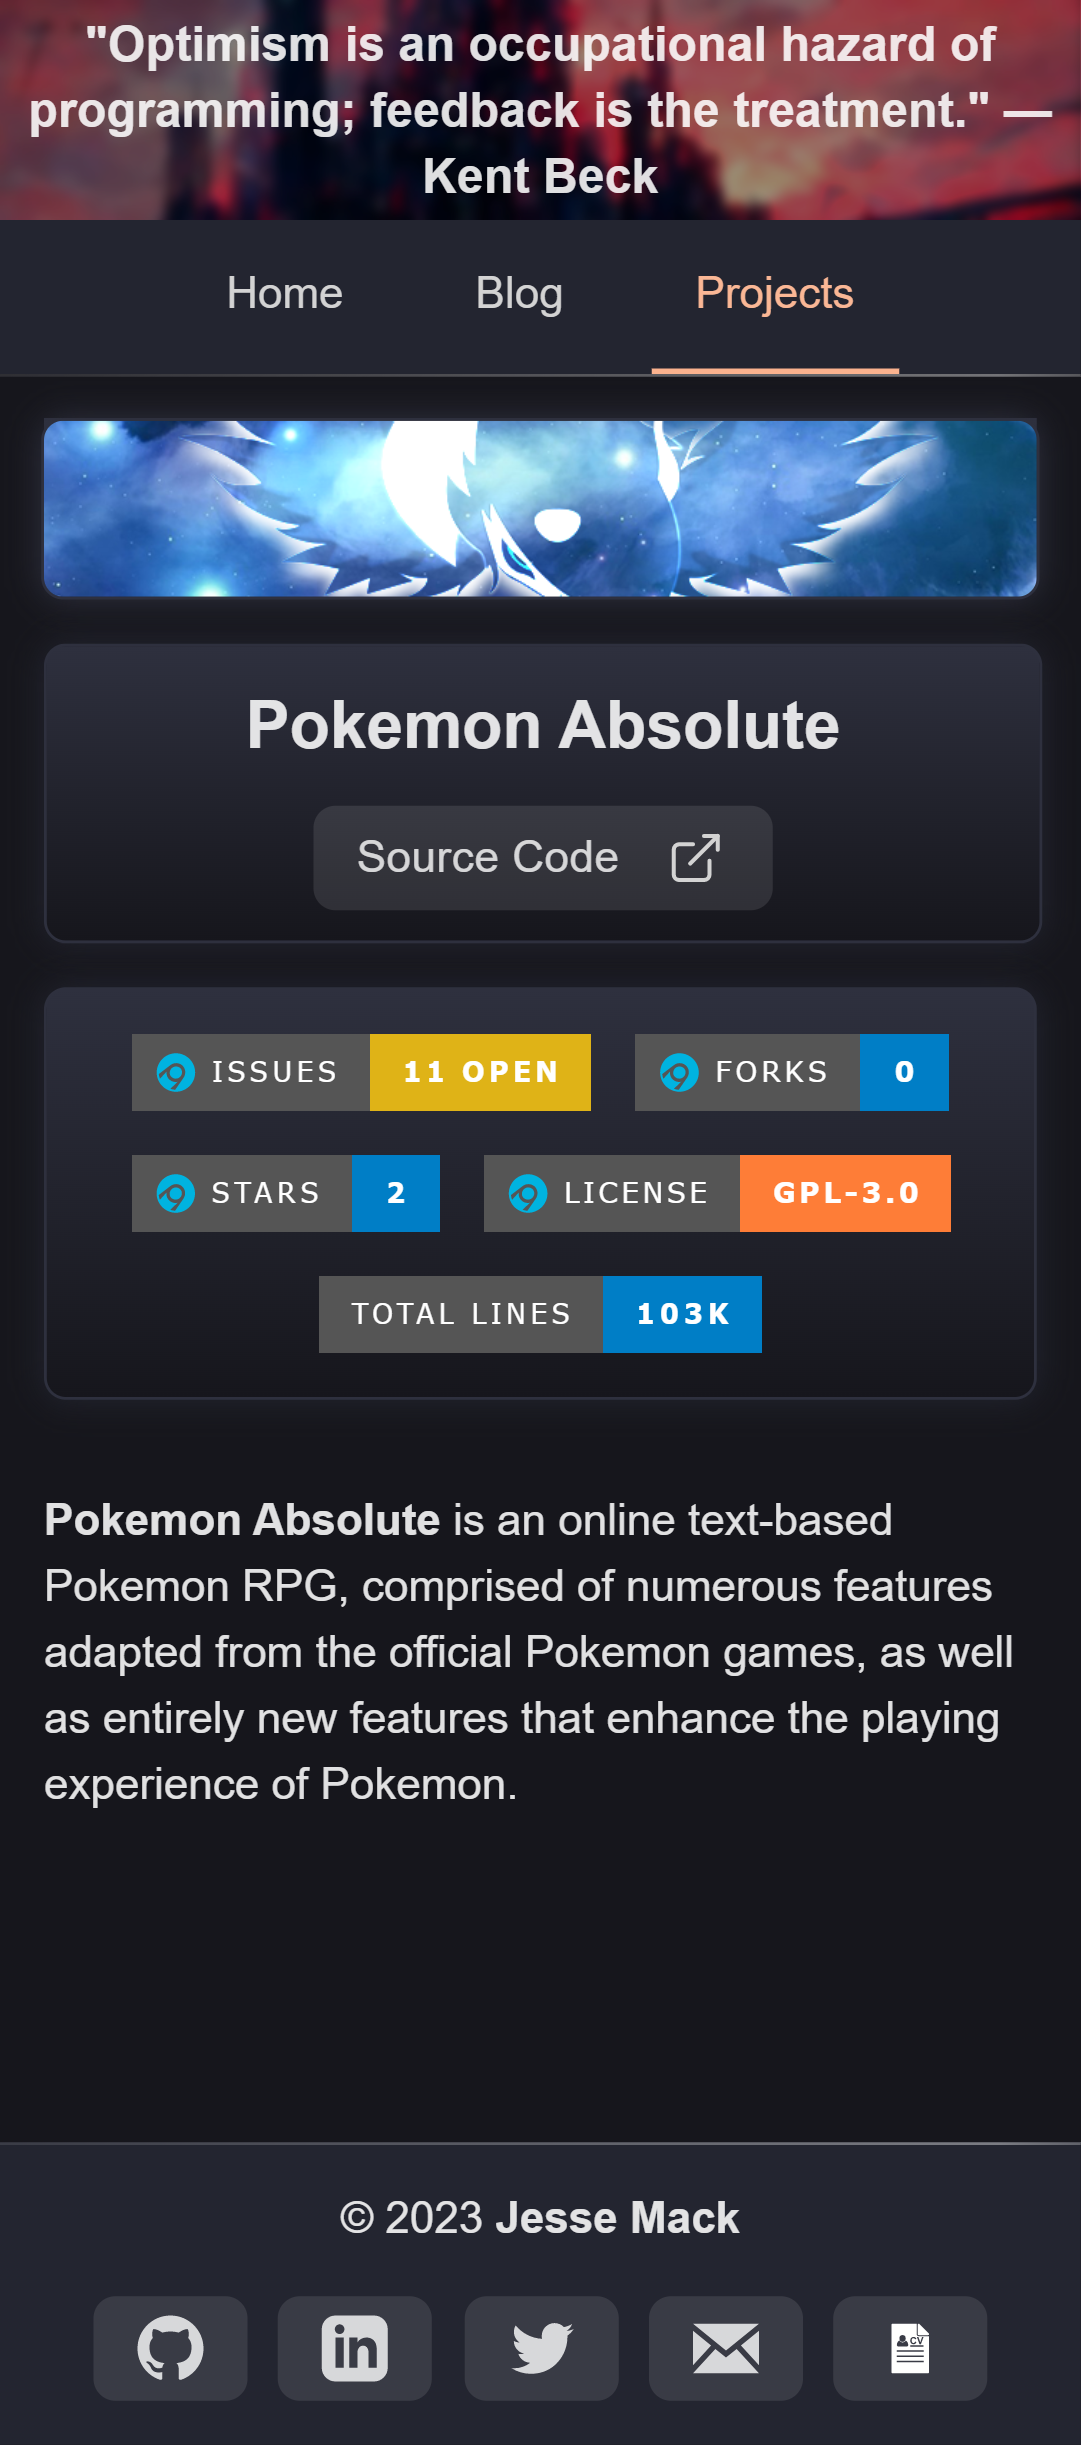 "Optimism is an occupational hazard of
programming; feedback is the treatment." —
Kent Beck
Home Blog Projects
Pokemon Absolute
Source Code
ISSUES 11 OPEN FORKS 0
STARS 2 LICENSE GPL-3.0
TOTAL LINES 103K
Pokemon Absolute is an online text-based
Pokemon RPG, comprised of numerous features
adapted from the official Pokemon games, as well
as entirely new features that enhance the playing
experience of Pokemon.
© 2023 Jesse Mack
in CV